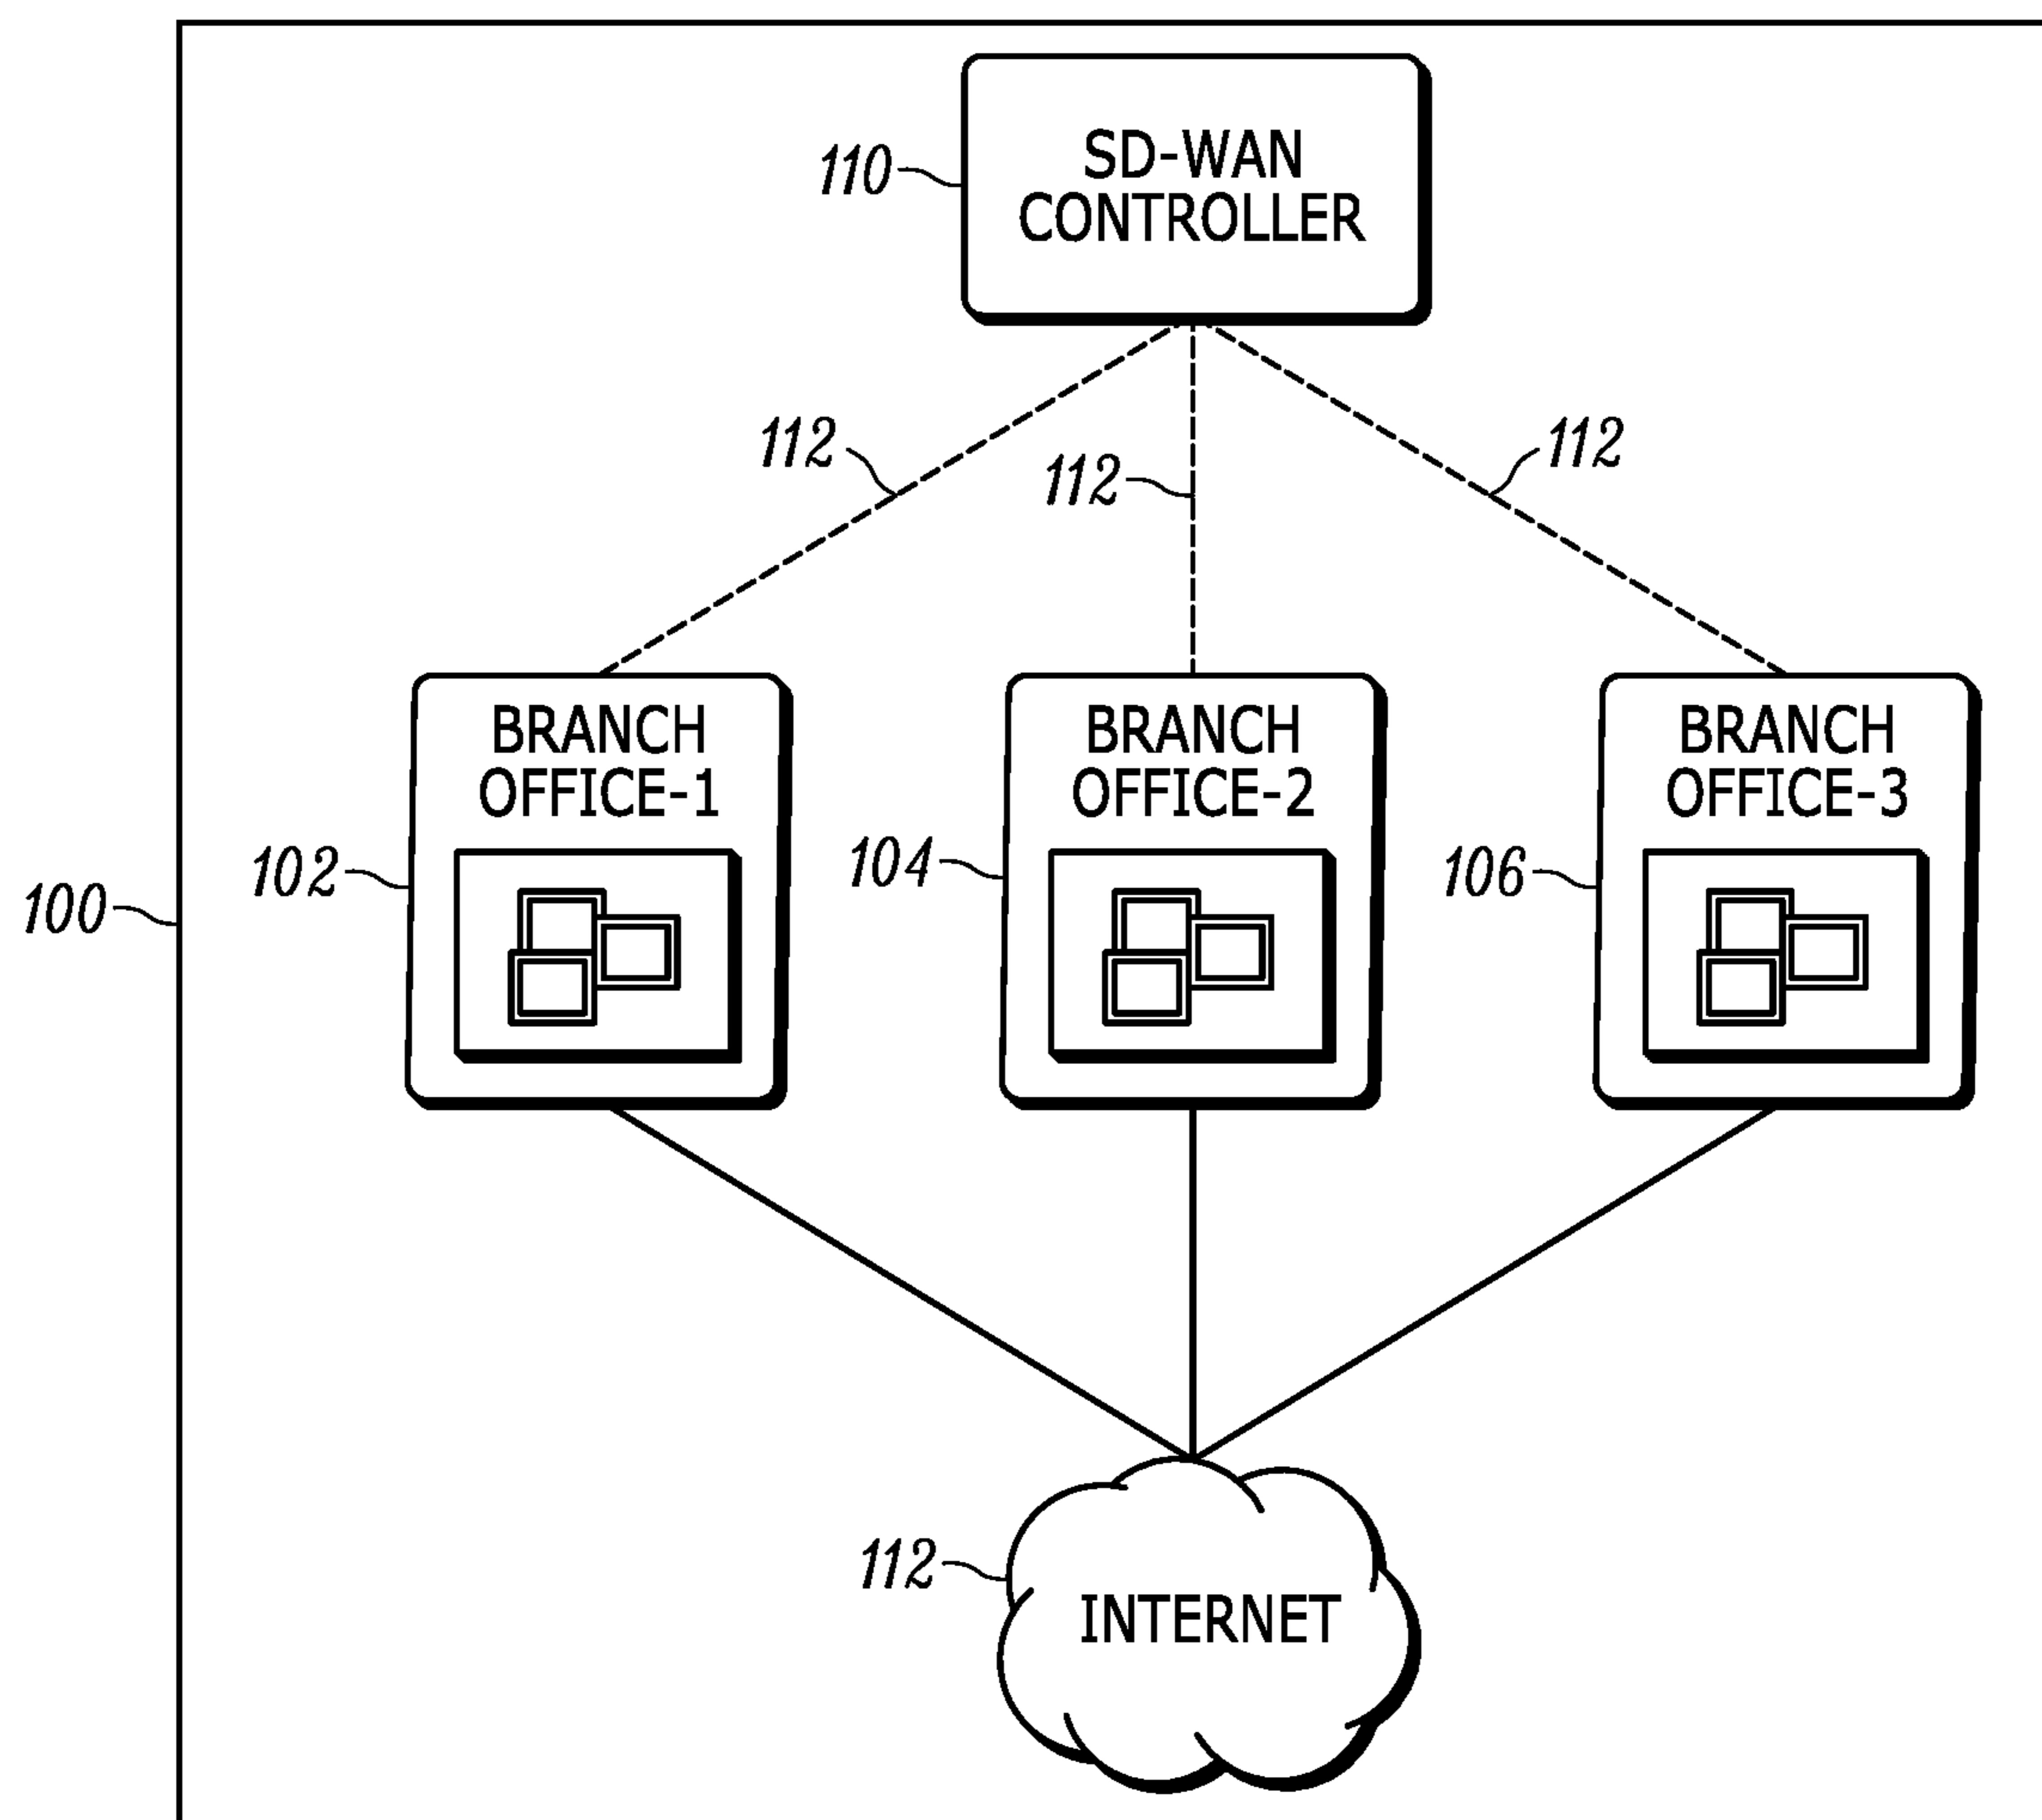 110
SD-WAN
CONTROLLER
112
112
112
BRANCH
OFFICE-1
BRANCH
OFFICE-2
BRANCH
OFFICE-3
100
102
104
106
112
INTERNET